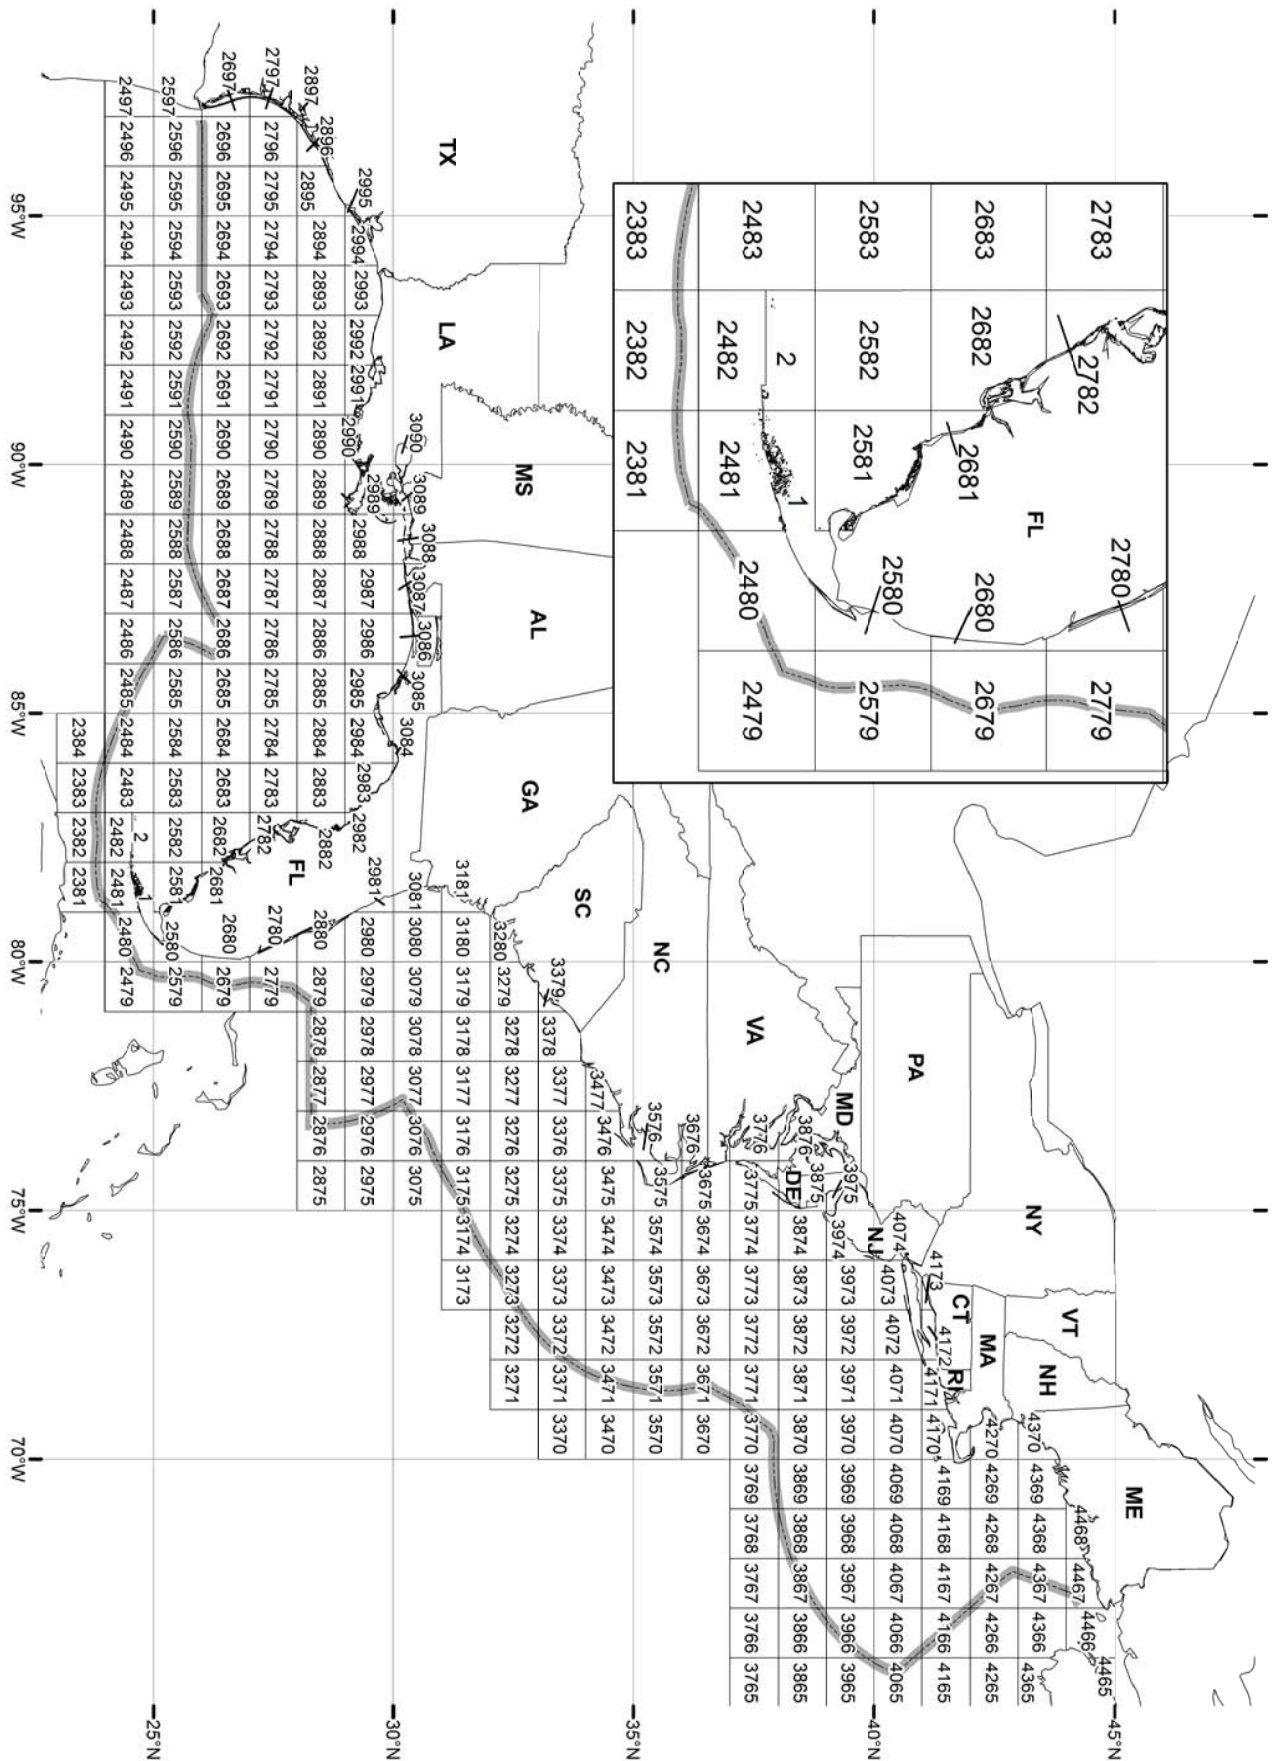 ME
VT
NH
NY
MA
CT
RI
PA
NJ
MD
DE
VA
NC
SC
GA
AL
MS
LA
TX
FL
2783 2782 2780 2779
FL
2683 2682 2681 2680 2679
2583 2582 2581 2580 2579
2483 2482 2 2481 1 2480 2479
2383 2382 2381
45°N
4468 4467 4466 4465
4370 4369 4368 4367 4366 4365
4270 4269 4268 4267 4266 4265
4173 4172 4171 4170 4169 4168 4167 4166 4165
4074 4073 4072 4071 4070 4069 4068 4067 4066 4065
40°N
3975 3974 3973 3972 3971 3970 3969 3968 3967 3966 3965
3876 3875 3874 3873 3872 3871 3870 3869 3868 3867 3866 3865
3776 3775 3774 3773 3772 3771 3770 3769 3768 3767 3766 3765
3676 3675 3674 3673 3672 3671 3670
3576 3575 3574 3573 3572 3571 3570
35°N
3477 3476 3475 3474 3473 3472 3471 3470
3379 3378 3377 3376 3375 3374 3373 3372 3371 3370
3280 3279 3278 3277 3276 3275 3274 3273 3272 3271
3181 3180 3179 3178 3177 3176 3175 3174 3173
3090 3089 3088 3087 3086 3085 3084 3081 3080 3079 3078 3077 3076 3075
30°N
2995 2994 2993 2992 2991 2990 2989 2988 2987 2986 2985 2984 2983 2982 2981 2980 2979 2978 2977 2976 2975
2897 2896 2895 2894 2893 2892 2891 2890 2889 2888 2887 2886 2885 2884 2883 2882 2880 2879 2878 2877 2876 2875
2797 2796 2795 2794 2793 2792 2791 2790 2789 2788 2787 2786 2785 2784 2783 2782 2780 2779
2697 2696 2695 2694 2693 2692 2691 2690 2689 2688 2687 2686 2685 2684 2683 2682 2681 2680 2679
2597 2596 2595 2594 2593 2592 2591 2590 2589 2588 2587 2586 2585 2584 2583 2582 2581 2580 2579
25°N
2497 2496 2495 2494 2493 2492 2491 2490 2489 2488 2487 2486 2485 2484 2483 2482 2 2481 1 2480 2479
2384 2383 2382 2381
95°W 90°W 85°W 80°W 75°W 70°W